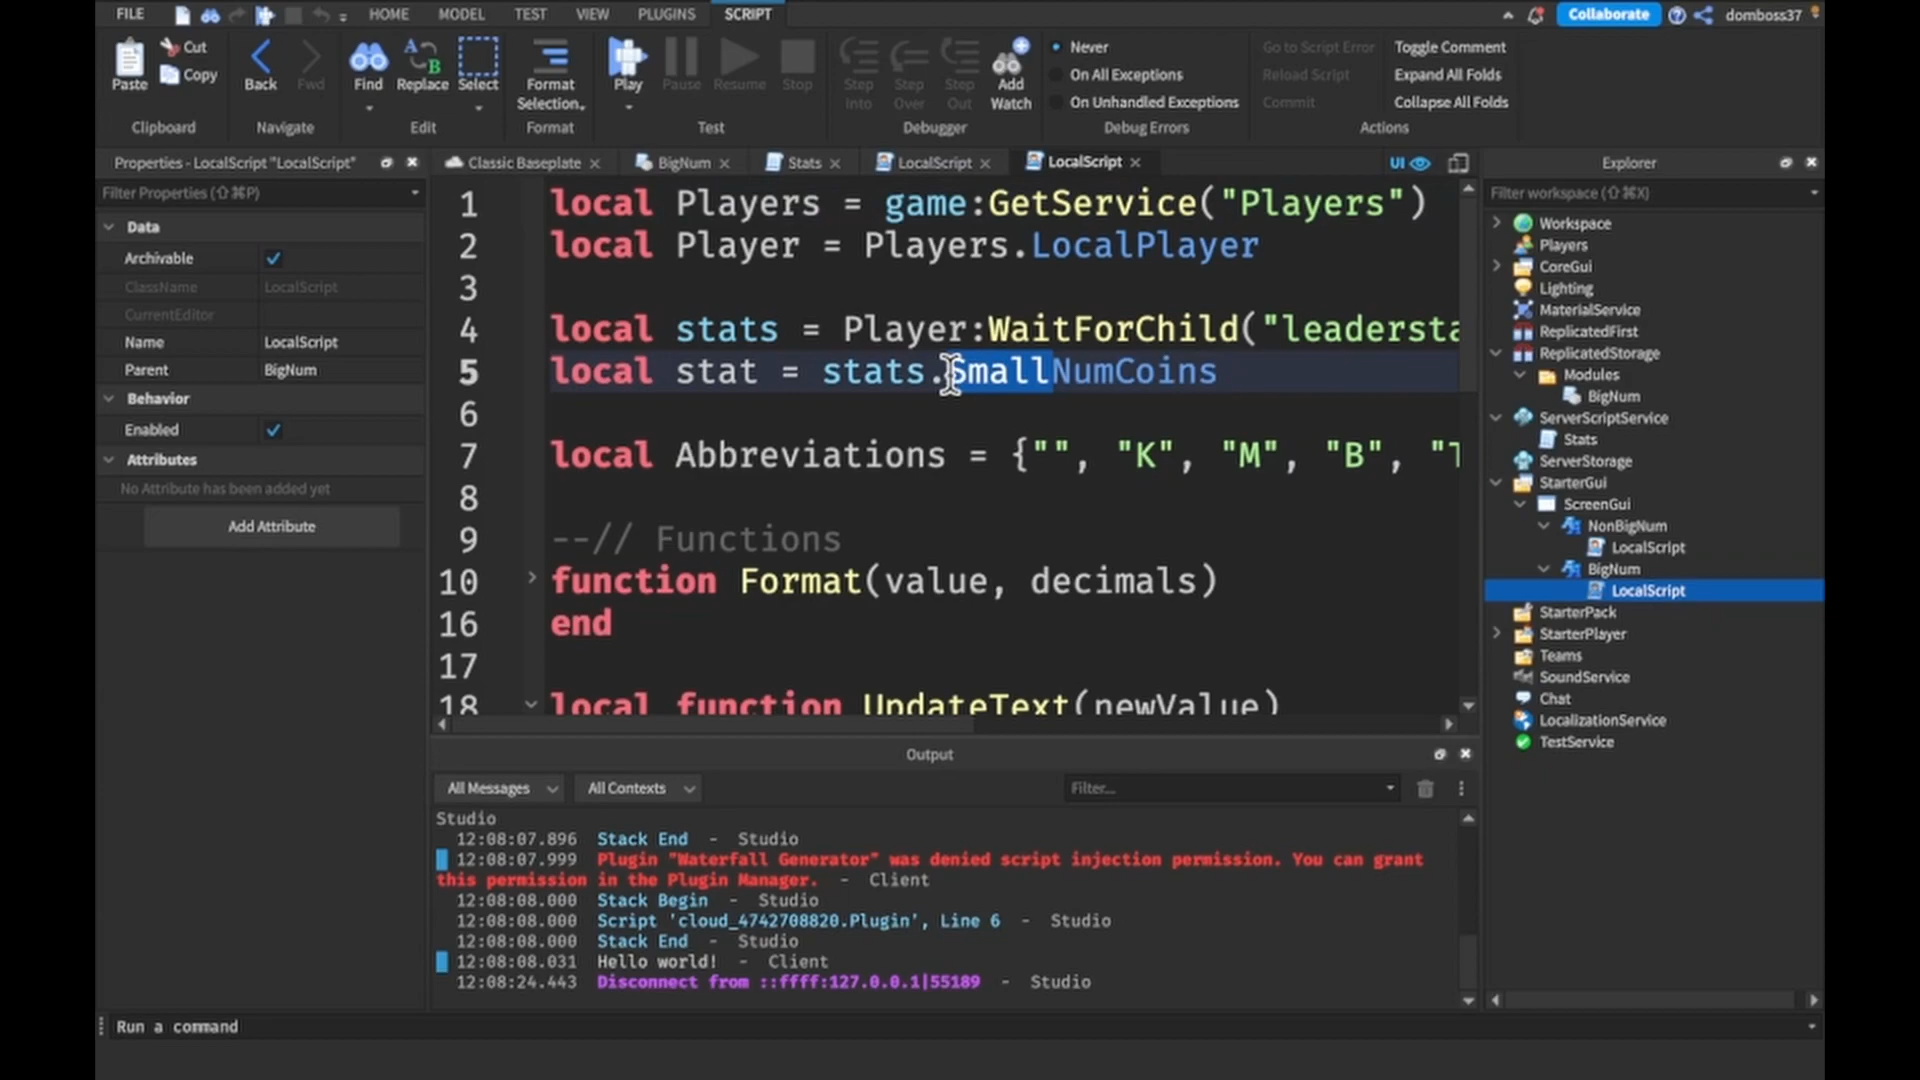 FILE HOME MODEL TEST VIEW PLUGINS SCRIPT Collaborate domboss37
Paste Cut Copy
Clipboard
Back Fwd
Navigate
Find Replace Select
Edit
Format Selection
Format
Play Pause Resume Stop
Test
Step Into Step Over Step Out Add Watch
Debugger
Never
On All Exceptions
On Unhandled Exceptions
Debug Errors
Go to Script Error Toggle Comment
Reload Script Expand All Folds
Commit Collapse All Folds
Actions
Properties - LocalScript "LocalScript"
Filter Properties (⇧⌘P)
Data
Archivable
ClassName LocalScript
CurrentEditor
Name LocalScript
Parent BigNum
Behavior
Enabled
Attributes
No Attribute has been added yet
Add Attribute
Classic Baseplate BigNum Stats LocalScript LocalScript UI
1 local Players = game:GetService("Players")
2 local Player = Players.LocalPlayer
3
4 local stats = Player:WaitForChild("leadersta
5 local stat = stats.SmallNumCoins
6
7 local Abbreviations = {"", "K", "M", "B", "T
8
9 --// Functions
10 function Format(value, decimals)
16 end
17
18 local function UpdateText(newValue)
Output
All Messages All Contexts Filter...
Studio
12:08:07.896 Stack End - Studio
12:08:07.999 Plugin "Waterfall Generator" was denied script injection permission. You can grant
this permission in the Plugin Manager. - Client
12:08:08.000 Stack Begin - Studio
12:08:08.000 Script 'cloud_4742708820.Plugin', Line 6 - Studio
12:08:08.000 Stack End - Studio
12:08:08.031 Hello world! - Client
12:08:24.443 Disconnect from ::ffff:127.0.0.1|55189 - Studio
Run a command
Explorer
Filter workspace (⇧⌘X)
Workspace
Players
CoreGui
Lighting
MaterialService
ReplicatedFirst
ReplicatedStorage
Modules
BigNum
ServerScriptService
Stats
ServerStorage
StarterGui
ScreenGui
NonBigNum
LocalScript
BigNum
LocalScript
StarterPack
StarterPlayer
Teams
SoundService
Chat
LocalizationService
TestService